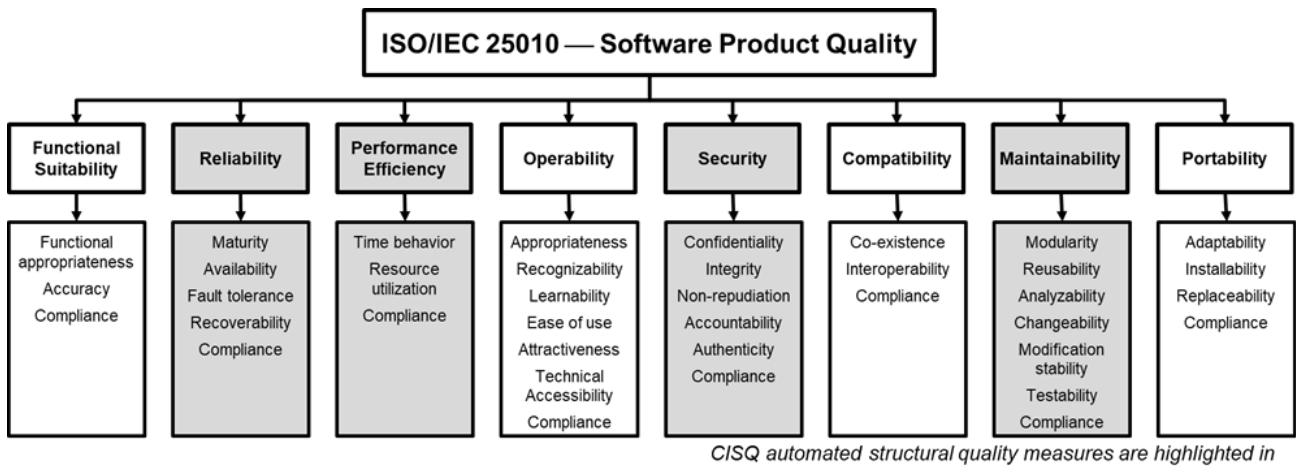 ISO/IEC 25010 — Software Product Quality
Functional
Suitability
Reliability
Performance
Efficiency
Operability
Security
Compatibility
Maintainability
Portability
Functional
appropriateness
Accuracy
Compliance
Maturity
Availability
Fault tolerance
Recoverability
Compliance
Time behavior
Resource
utilization
Compliance
Appropriateness
Recognizability
Learnability
Ease of use
Attractiveness
Technical
Accessibility
Compliance
Confidentiality
Integrity
Non-repudiation
Accountability
Authenticity
Compliance
Co-existence
Interoperability
Compliance
Modularity
Reusability
Analyzability
Changeability
Modification
stability
Testability
Compliance
Adaptability
Installability
Replaceability
Compliance
CISQ automated structural quality measures are highlighted in